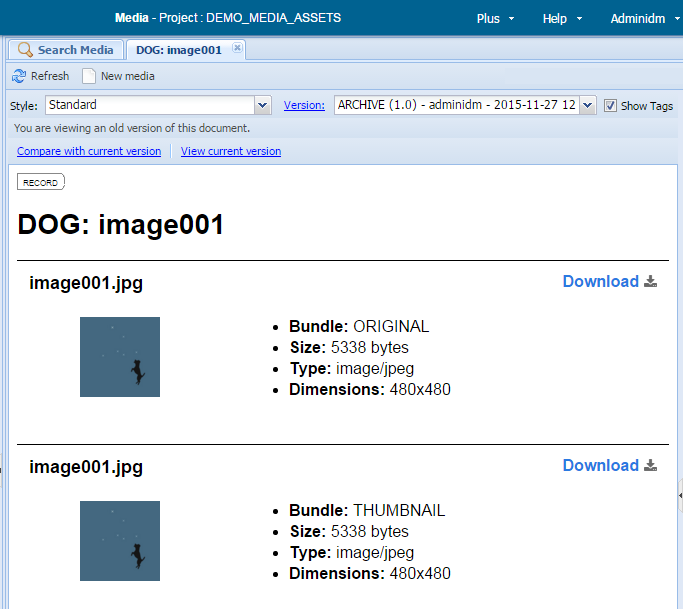 Media - Project : DEMO_MEDIA_ASSETS Plus Help Adminidm
Search Media DOG: image001
Refresh New media
Style: Standard Version: ARCHIVE (1.0) - adminidm - 2015-11-27 12 Show Tags
You are viewing an old version of this document.
Compare with current version View current version
RECORD
DOG: image001
image001.jpg Download
Bundle: ORIGINAL
Size: 5338 bytes
Type: image/jpeg
Dimensions: 480x480
image001.jpg Download
Bundle: THUMBNAIL
Size: 5338 bytes
Type: image/jpeg
Dimensions: 480x480